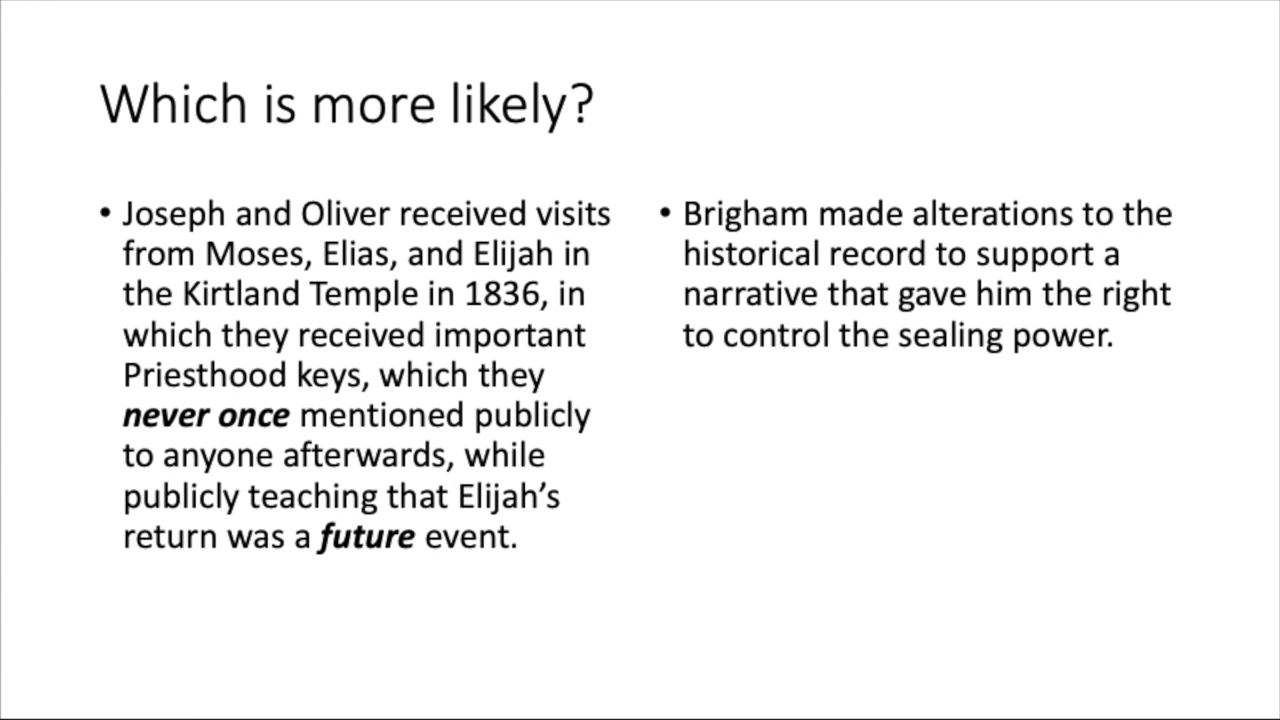 Which is more likely?
• Joseph and Oliver received visits
from Moses, Elias, and Elijah in
the Kirtland Temple in 1836, in
which they received important
Priesthood keys, which they
never once mentioned publicly
to anyone afterwards, while
publicly teaching that Elijah’s
return was a future event.
• Brigham made alterations to the
historical record to support a
narrative that gave him the right
to control the sealing power.